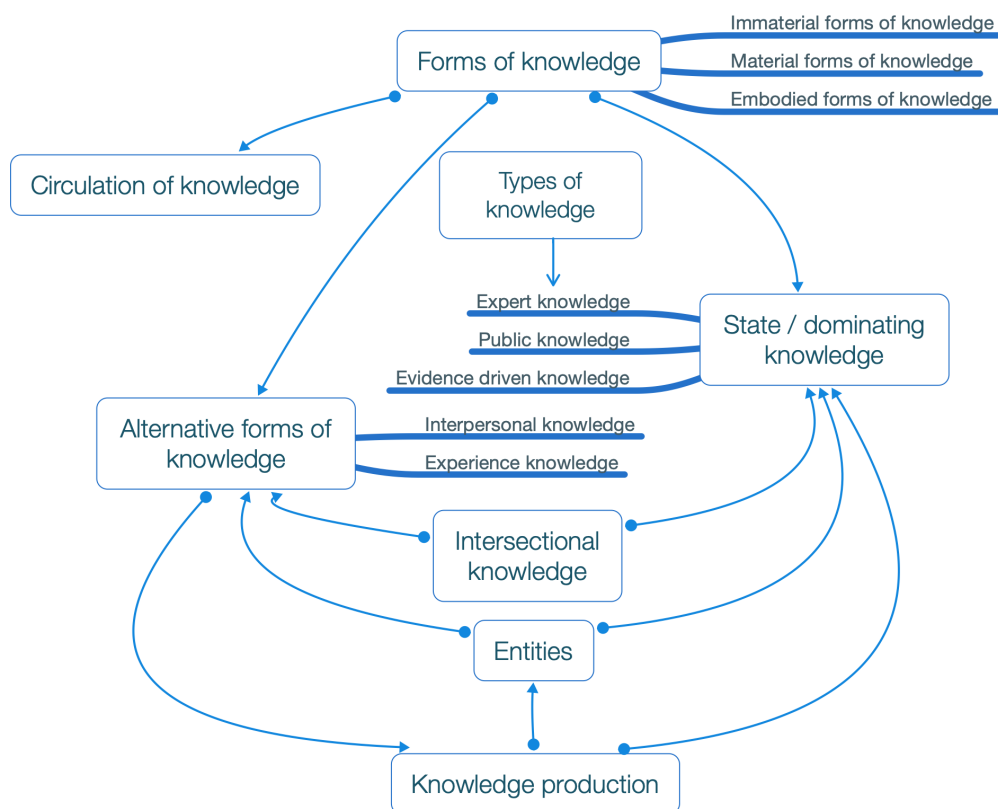 Immaterial forms of knowledge
Forms of knowledge
Material forms of knowledge
Embodied forms of knowledge
Circulation of knowledge
Types of
knowledge
Expert knowledge
State / dominating
knowledge
Public knowledge
Evidence driven knowledge
Alternative forms of
knowledge
Interpersonal knowledge
Experience knowledge
Intersectional
knowledge
Entities
Knowledge production